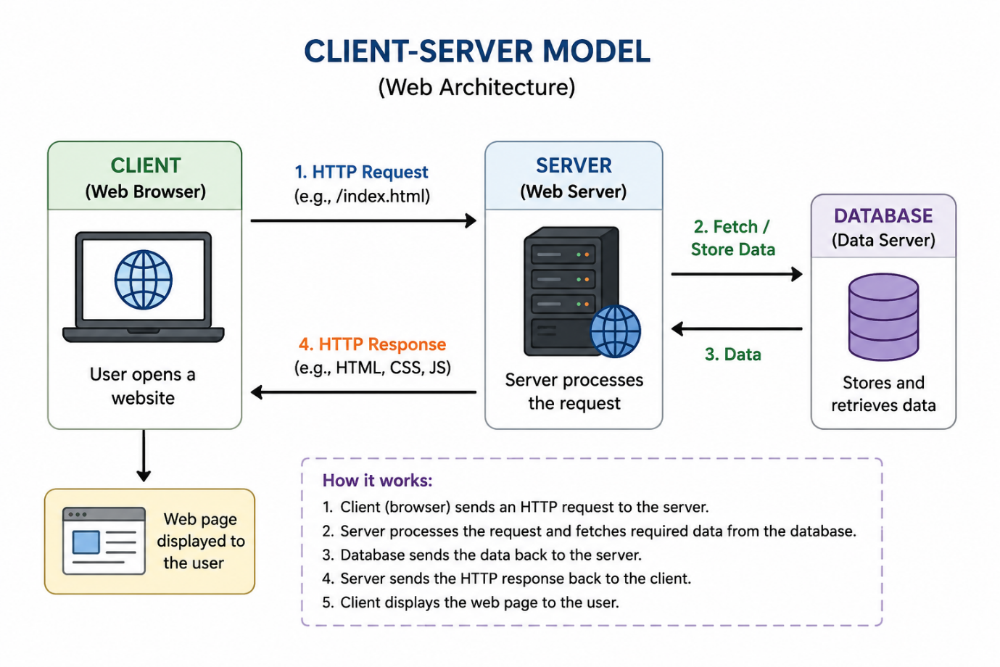 CLIENT-SERVER MODEL
(Web Architecture)
CLIENT
(Web Browser)
User opens a
website
1. HTTP Request
(e.g., /index.html)
4. HTTP Response
(e.g., HTML, CSS, JS)
SERVER
(Web Server)
Server processes
the request
2. Fetch /
Store Data
3. Data
DATABASE
(Data Server)
Stores and
retrieves data
Web page
displayed to
the user
How it works:
1. Client (browser) sends an HTTP request to the server.
2. Server processes the request and fetches required data from the database.
3. Database sends the data back to the server.
4. Server sends the HTTP response back to the client.
5. Client displays the web page to the user.